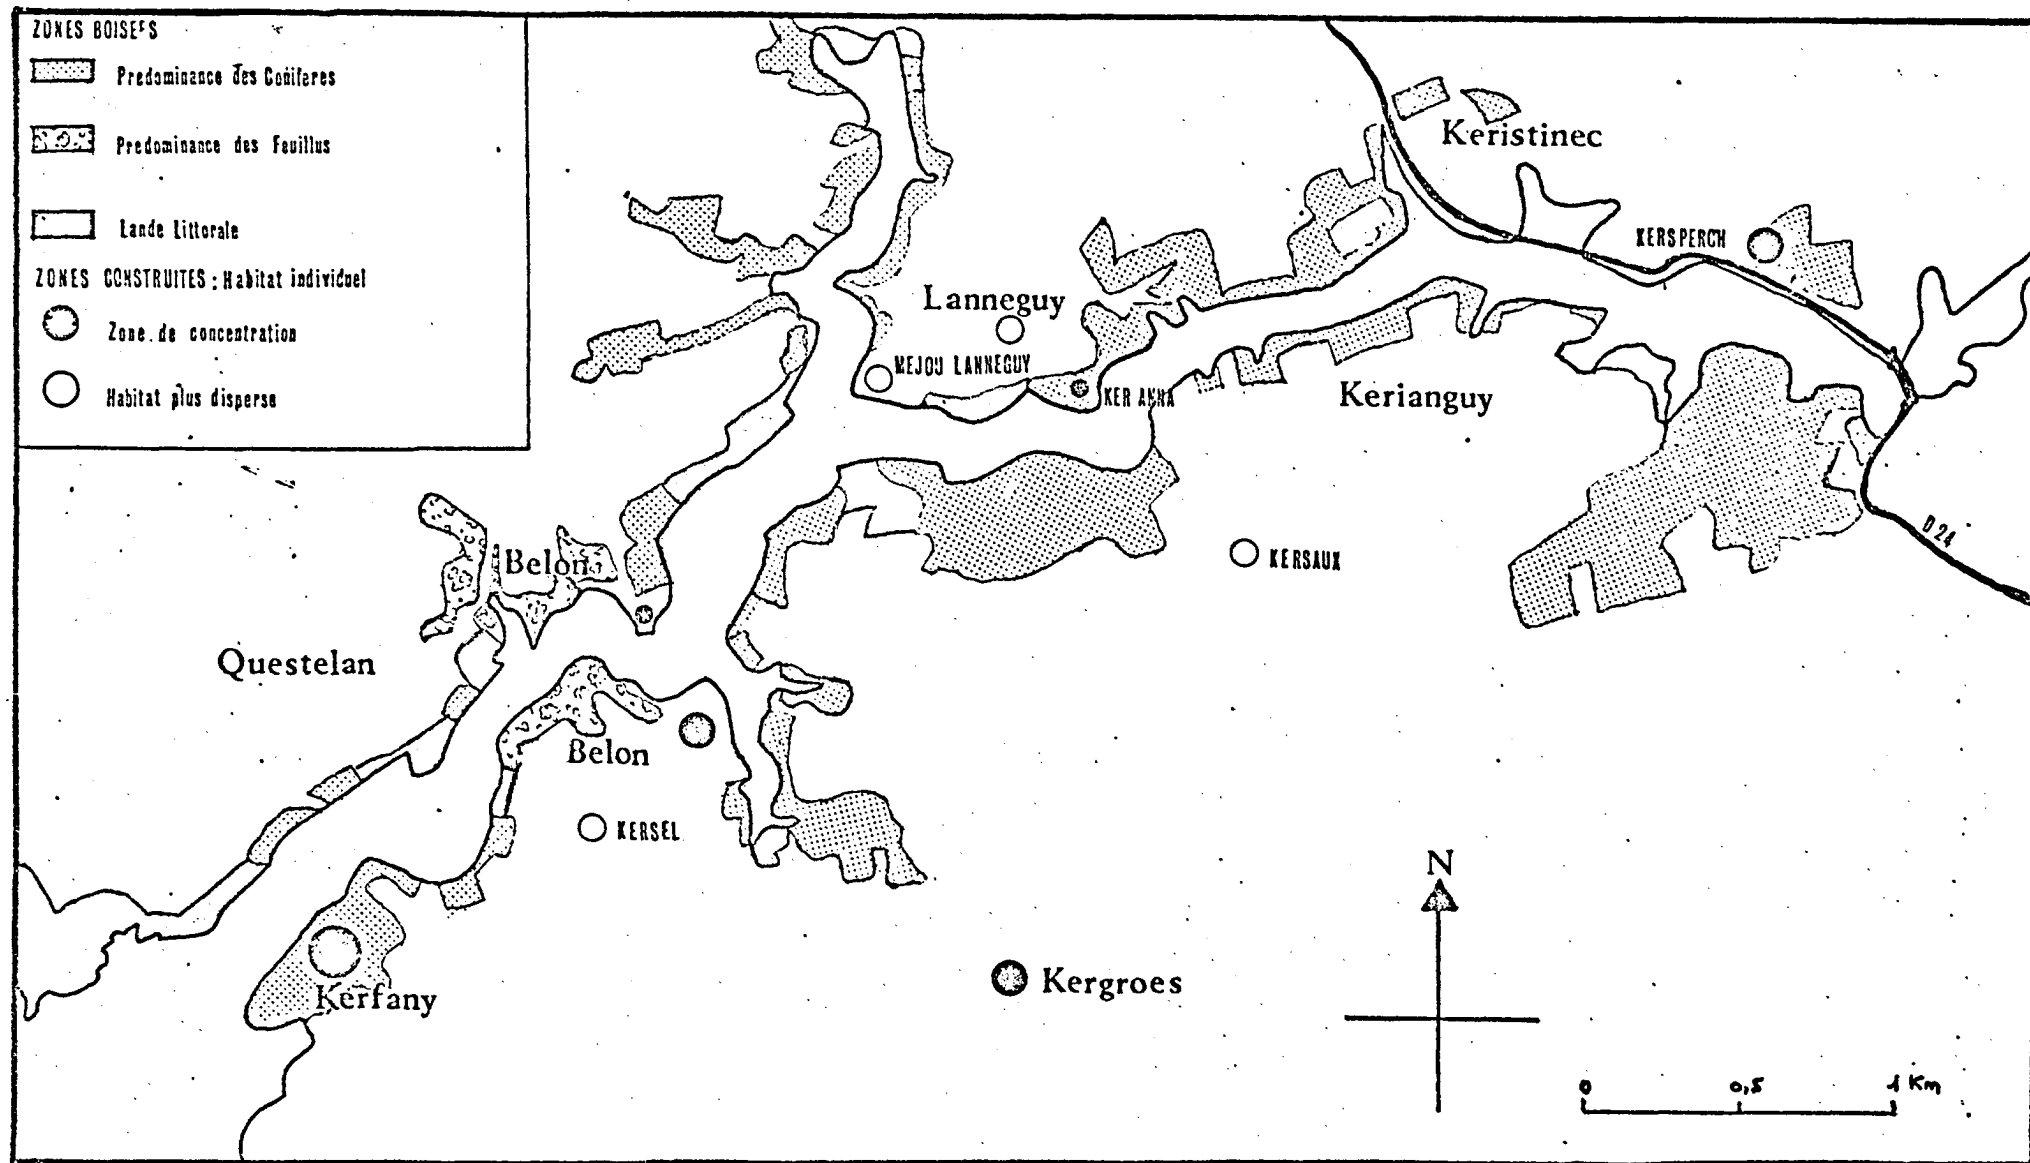 ZONES BOISEES
Predominance des Coniferes
Predominance des Feuillus
Lande Littorale
ZONES CONSTRUITES : Habitat individuel
Zone de concentration
Habitat plus disperse
Keristinec
KERSPERCH
Lanneguy
MEJOU LANNEGUY
KER ANNA
Kerianguy
D 24
Belon
KERSAUX
Questelan
Belon
KERSEL
N
Kergroes
Kerfany
0 0,5 1 Km